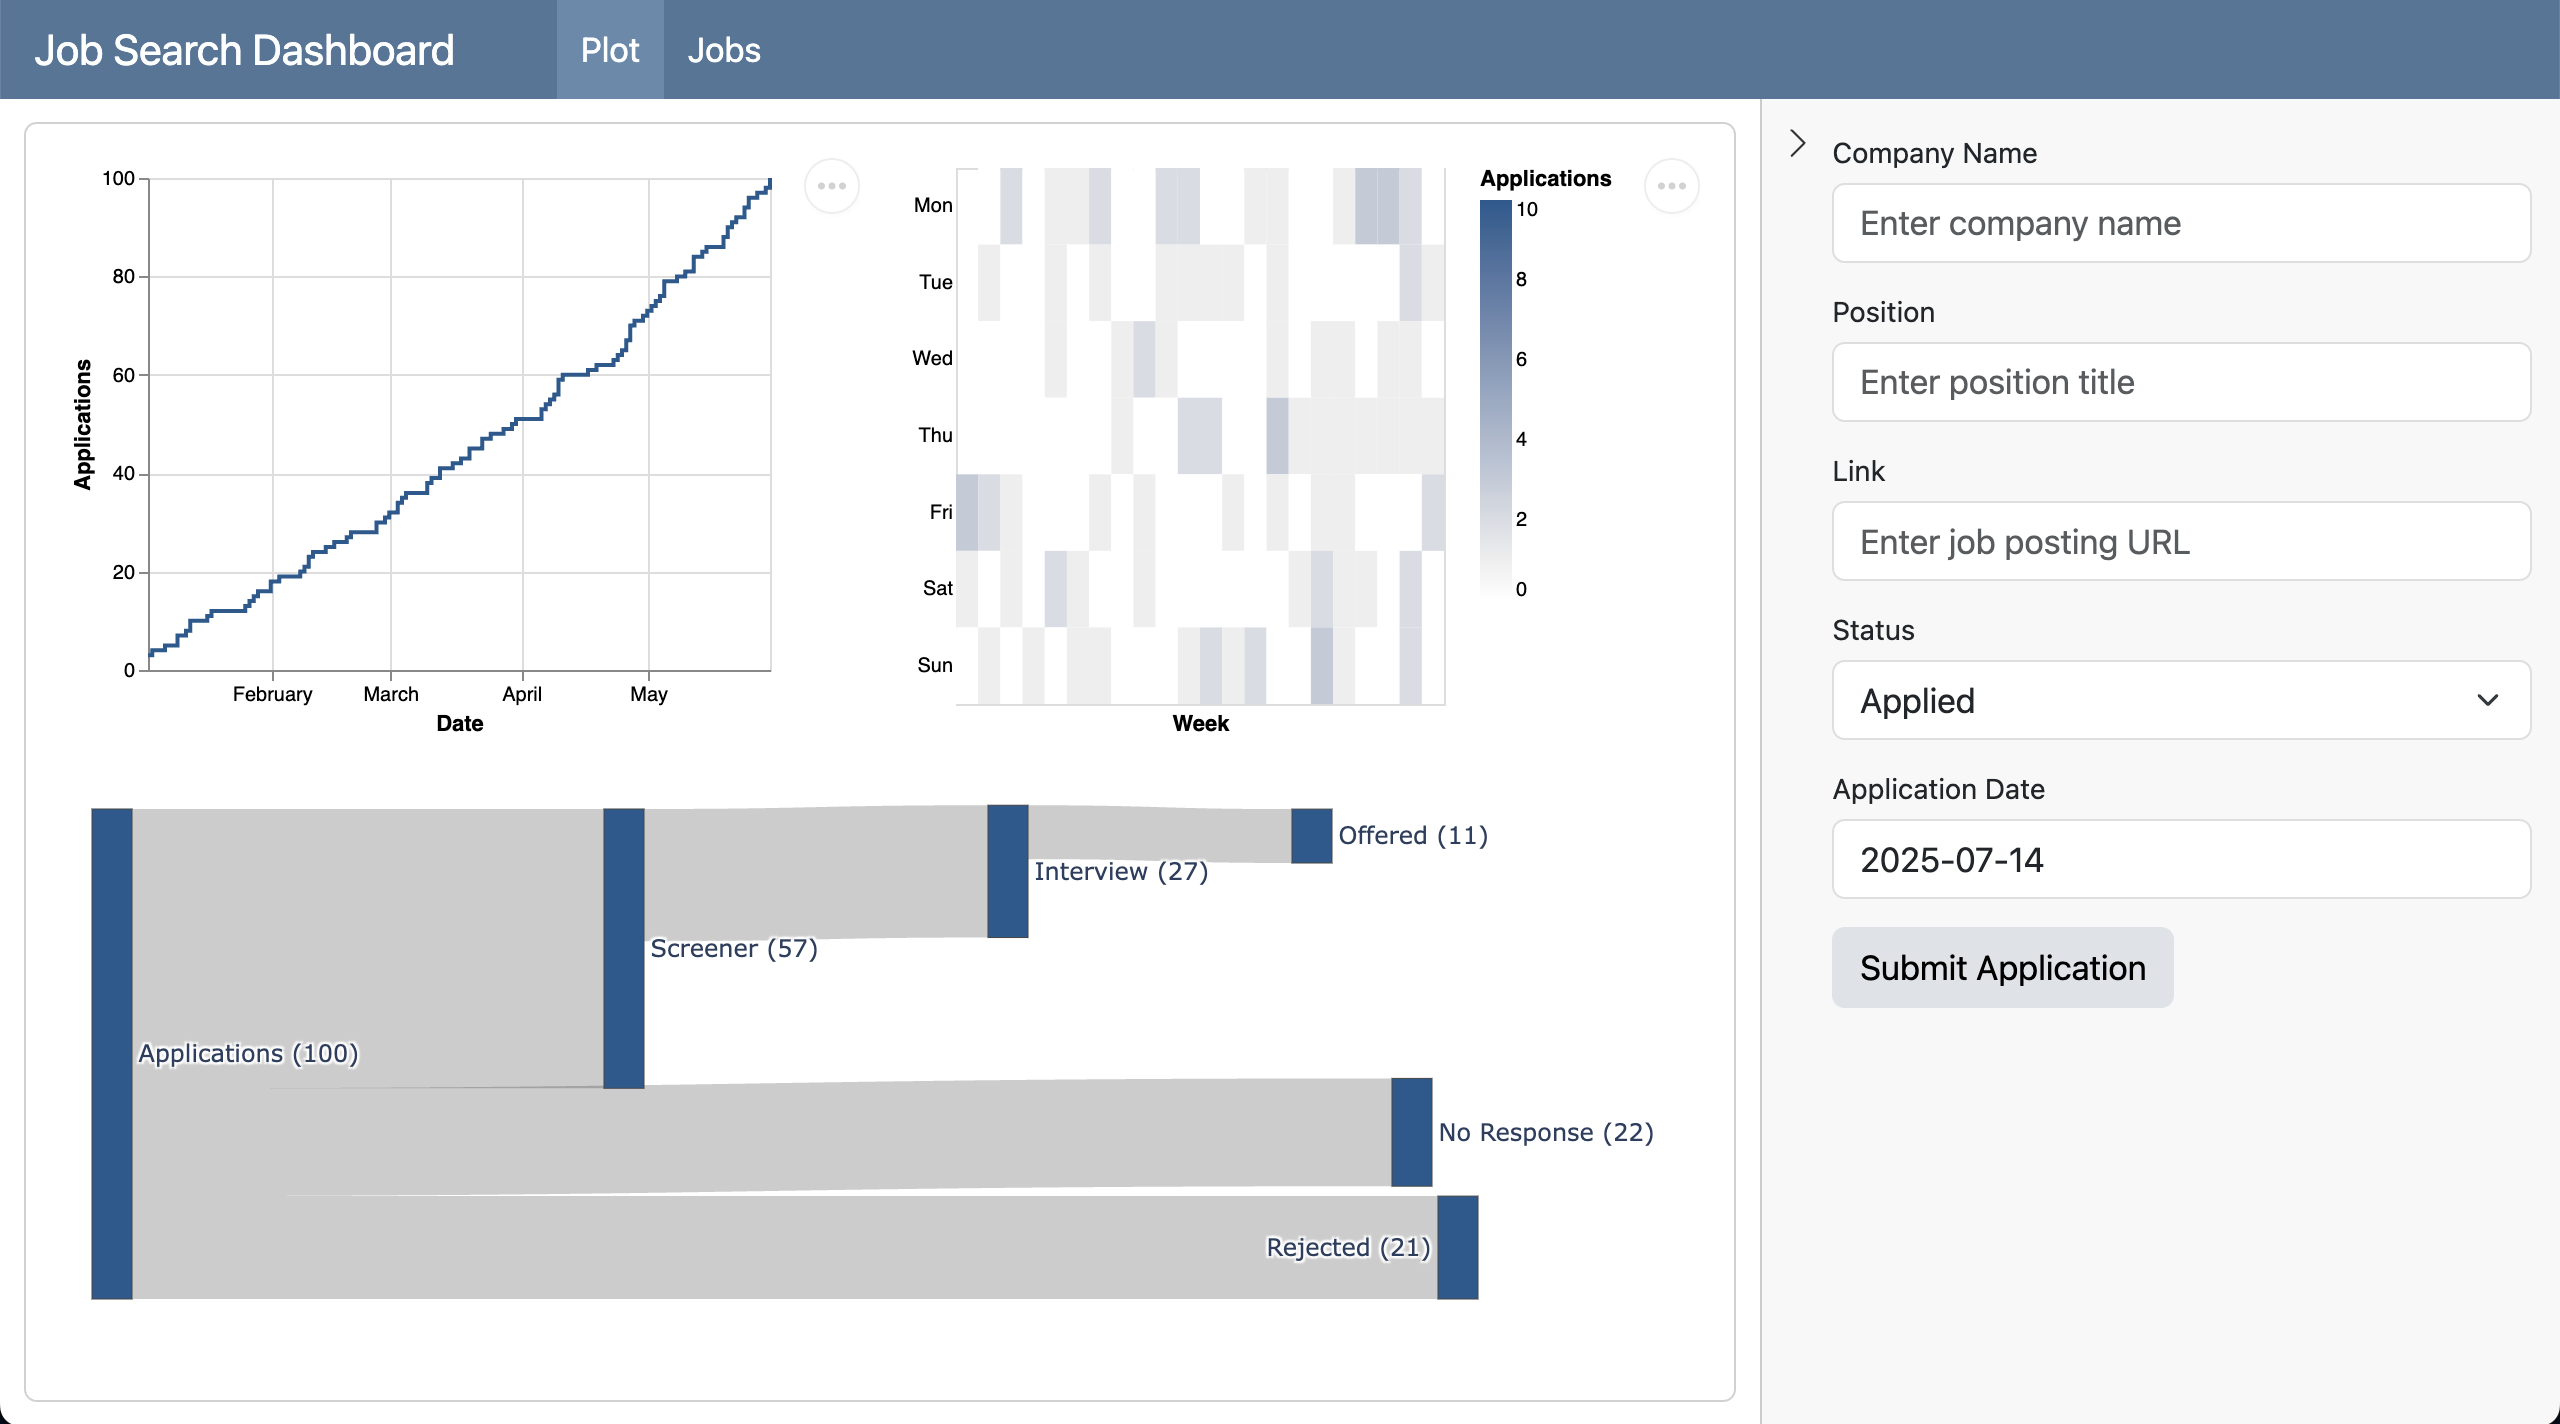 Job Search Dashboard
Plot
Jobs
100
80
60
40
20
0
Applications
February
March
April
May
Date
Mon
Tue
Wed
Thu
Fri
Sat
Sun
Week
Applications
10
8
6
4
2
0
Offered (11)
Interview (27)
Screener (57)
Applications (100)
No Response (22)
Rejected (21)
Company Name
Enter company name
Position
Enter position title
Link
Enter job posting URL
Status
Applied
Application Date
2025-07-14
Submit Application